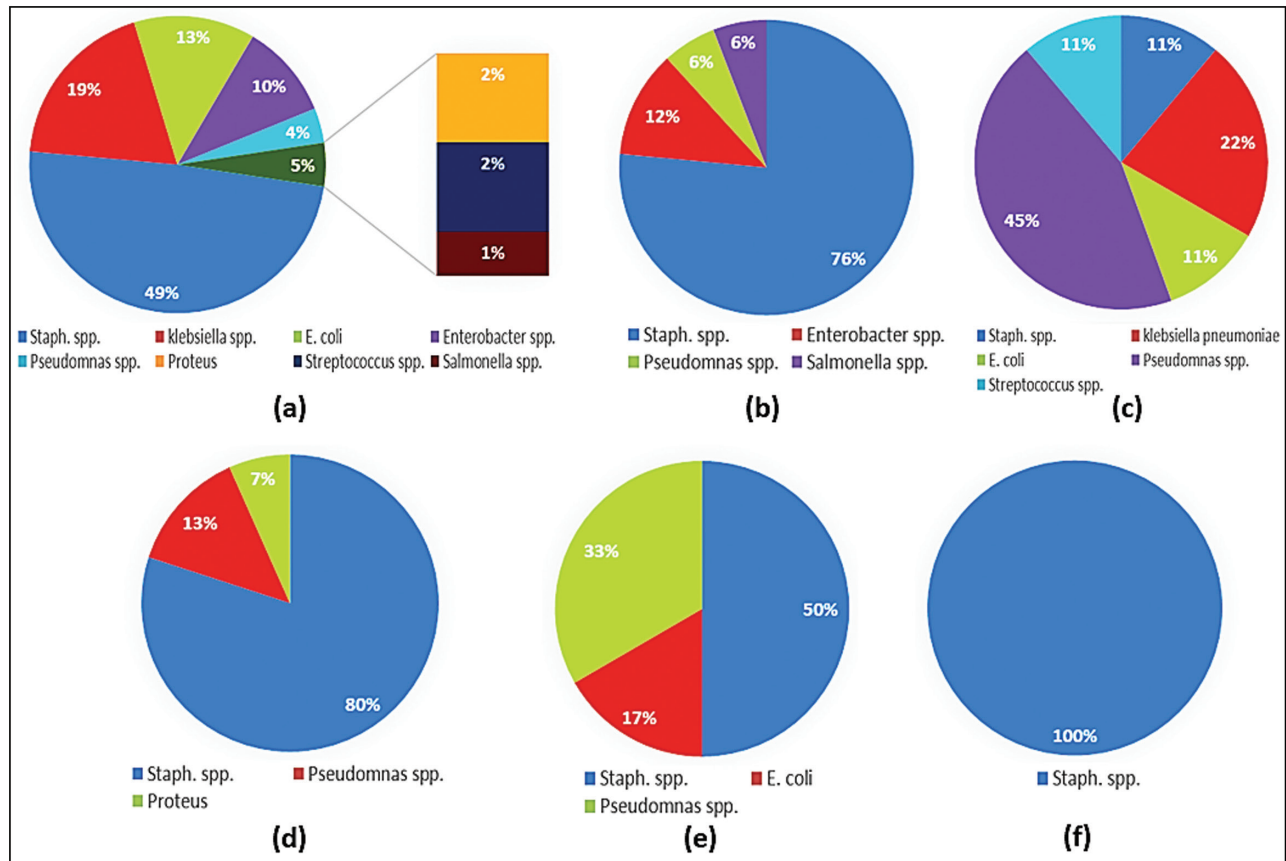 13%
10%
19%
4%
5%
49%
2%
2%
1%
Staph. spp. klebsiella spp. E. coli Enterobacter spp.
Pseudomnas spp. Proteus Streptococcus spp. Salmonella spp.
(a)
6%
6%
12%
76%
Staph. spp. Enterobacter spp.
Pseudomnas spp. Salmonella spp.
(b)
11%
11%
22%
45%
11%
Staph. spp. klebsiella pneumoniae
E. coli Pseudomnas spp.
Streptococcus spp.
(c)
7%
13%
80%
Staph. spp. Pseudomnas spp.
Proteus
(d)
33%
50%
17%
Staph. spp. E. coli
Pseudomnas spp.
(e)
100%
Staph. spp.
(f)